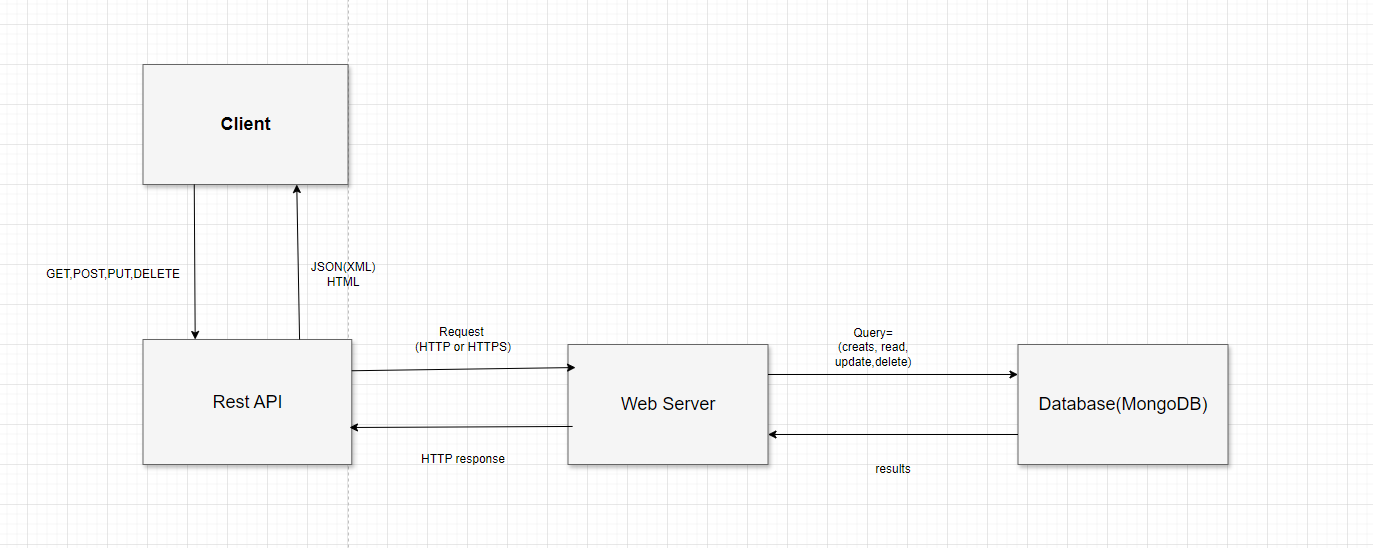 Client
GET,POST,PUT,DELETE
JSON(XML)
HTML
Rest API
Request
(HTTP or HTTPS)
HTTP response
Web Server
Query=
(creats, read,
update,delete)
results
Database(MongoDB)